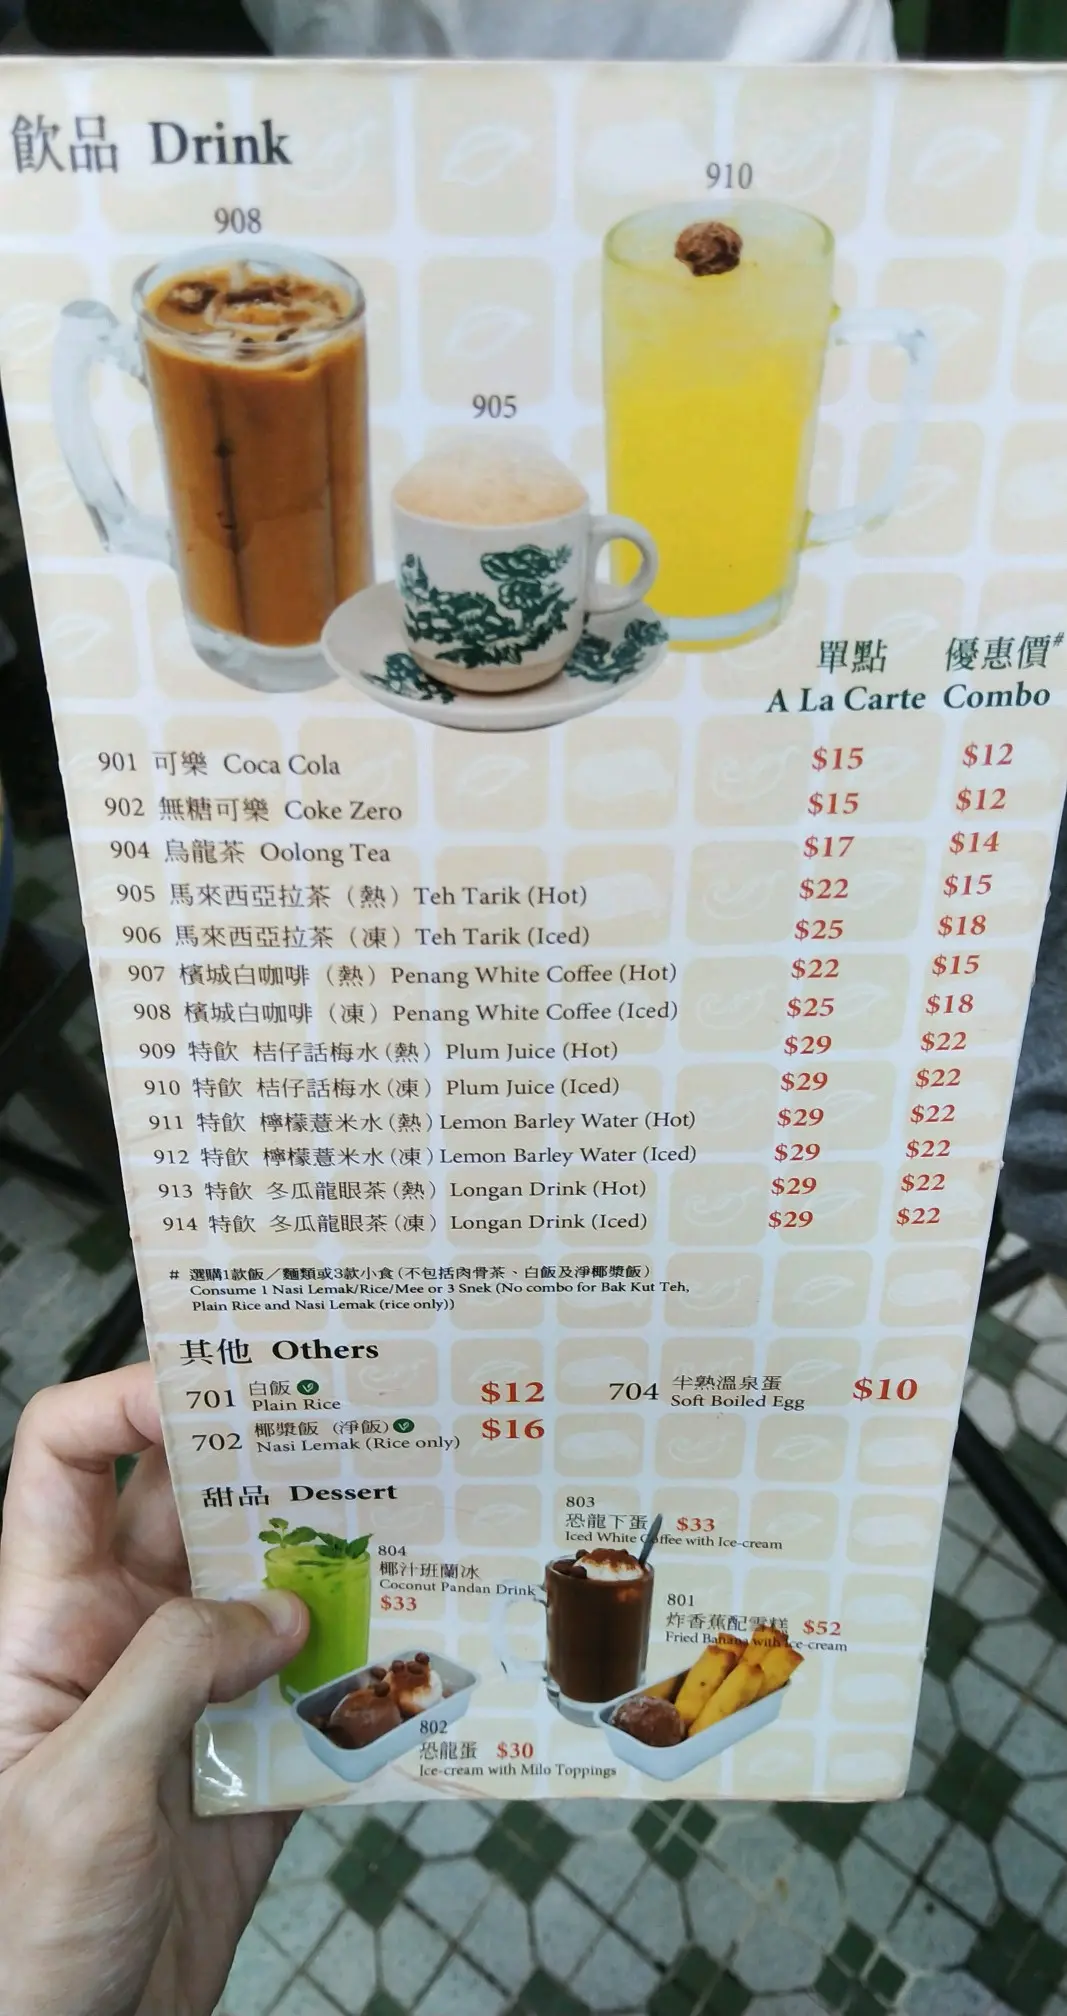 飲品 Drink
908
910
905
單點 優惠價#
A La Carte Combo
901 可樂 Coca Cola $15 $12
902 無糖可樂 Coke Zero $15 $12
904 烏龍茶 Oolong Tea $17 $14
905 馬來西亞拉茶（熱）Teh Tarik (Hot) $22 $15
906 馬來西亞拉茶（凍）Teh Tarik (Iced) $25 $18
907 檳城白咖啡（熱）Penang White Coffee (Hot) $22 $15
908 檳城白咖啡（凍）Penang White Coffee (Iced) $25 $18
909 特飲 桔仔話梅水(熱) Plum Juice (Hot) $29 $22
910 特飲 桔仔話梅水(凍) Plum Juice (Iced) $29 $22
911 特飲 檸檬薏米水(熱) Lemon Barley Water (Hot) $29 $22
912 特飲 檸檬薏米水(凍) Lemon Barley Water (Iced) $29 $22
913 特飲 冬瓜龍眼茶(熱) Longan Drink (Hot) $29 $22
914 特飲 冬瓜龍眼茶(凍) Longan Drink (Iced) $29 $22
# 選購1款飯／麵類或3款小食(不包括肉骨茶、白飯及淨椰漿飯)
Consume 1 Nasi Lemak/Rice/Mee or 3 Snek (No combo for Bak Kut Teh,
Plain Rice and Nasi Lemak (rice only))
其他 Others
701 白飯 $12
Plain Rice
704 半熟溫泉蛋 $10
Soft Boiled Egg
702 椰漿飯 (淨飯) $16
Nasi Lemak (Rice only)
甜品 Dessert
804
椰汁班蘭冰
Coconut Pandan Drink
$33
803
恐龍下蛋 $33
Iced White Coffee with Ice-cream
801
炸香蕉配雪糕 $52
Fried Banana with Ice-cream
802
恐龍蛋 $30
Ice-cream with Milo Toppings